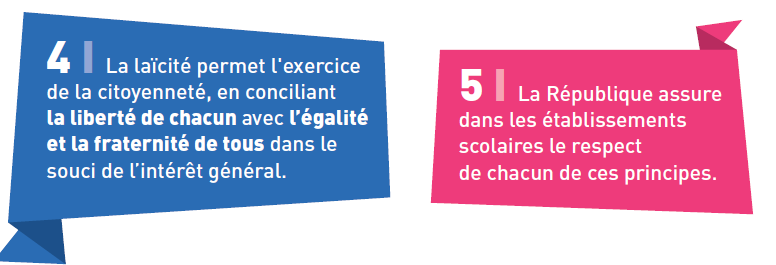 4 | La laïcité permet l'exercice
de la citoyenneté, en conciliant
la liberté de chacun avec l’égalité
et la fraternité de tous dans le
souci de l’intérêt général.
5 | La République assure
dans les établissements
scolaires le respect
de chacun de ces principes.